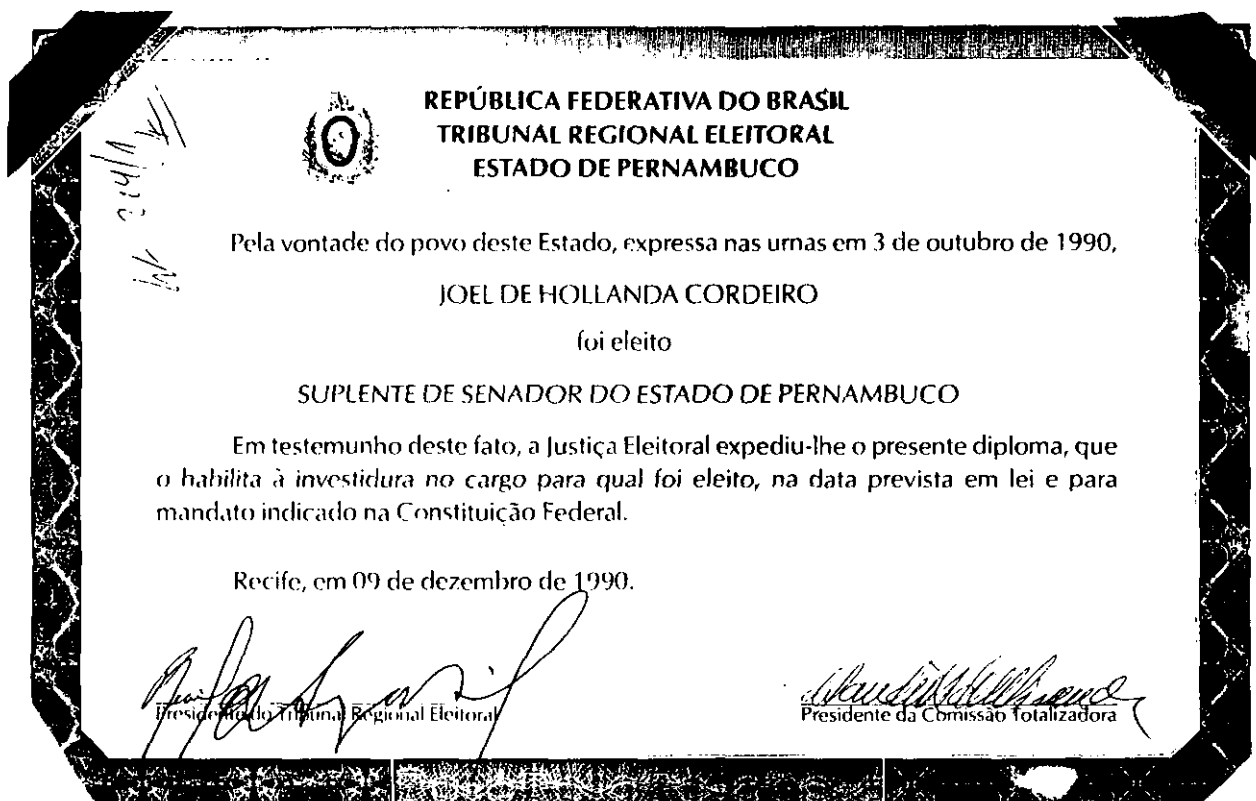 REPÚBLICA FEDERATIVA DO BRASIL
TRIBUNAL REGIONAL ELEITORAL
ESTADO DE PERNAMBUCO
Pela vontade do povo deste Estado, expressa nas urnas em 3 de outubro de 1990,
JOEL DE HOLLANDA CORDEIRO
foi eleito
SUPLENTE DE SENADOR DO ESTADO DE PERNAMBUCO
Em testemunho deste fato, a Justiça Eleitoral expediu-lhe o presente diploma, que
o habilita à investidura no cargo para qual foi eleito, na data prevista em lei e para
mandato indicado na Constituição Federal.
Recife, em 09 de dezembro de 1990.
Presidente do Tribunal Regional Eleitoral
Presidente da Comissão Totalizadora